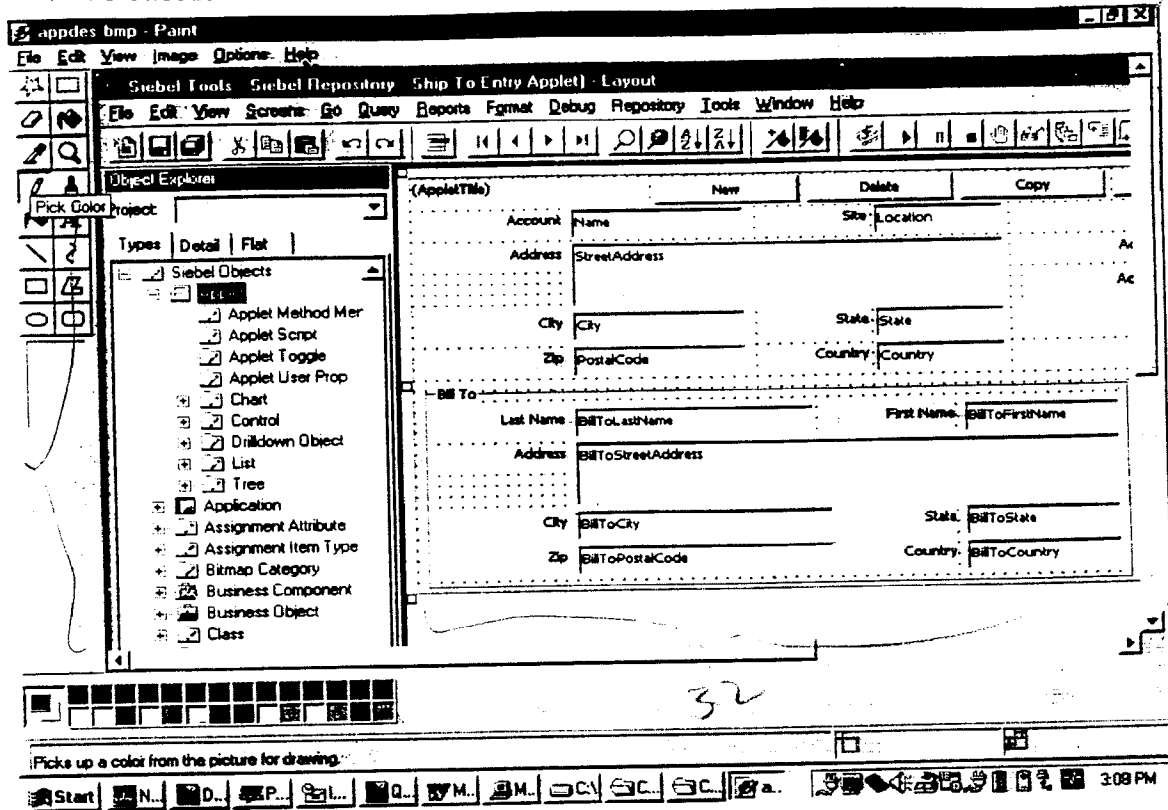 appdes bmp - Paint
File Edit View Image Options Help
Siebel Tools Siebel Repository Ship To Entry Applet] - Layout
File Edit View Screens Go Query Reports Format Debug Repository Tools Window Help
Object Explorer
Project:
Pick Color
Types Detail Flat
Siebel Objects
Applet Method Mer
Applet Script
Applet Toggle
Applet User Prop
Chart
Control
Drilldown Object
List
Tree
Application
Assignment Attribute
Assignment Item Type
Bitmap Category
Business Component
Business Object
Class
(AppletTitle) New Delete Copy
Account Name Site Location
Address StreetAddress
Ac
City City State State
Zip PostalCode Country Country
Bill To
Last Name BillToLastName First Name BillToFirstName
Address BillToStreetAddress
City BillToCity State BillToState
Zip BillToPostalCode Country BillToCountry
32
Picks up a color from the picture for drawing.
Start N... D... P... I... Q... M... M... C:\ C... C... a.. 3:08 PM